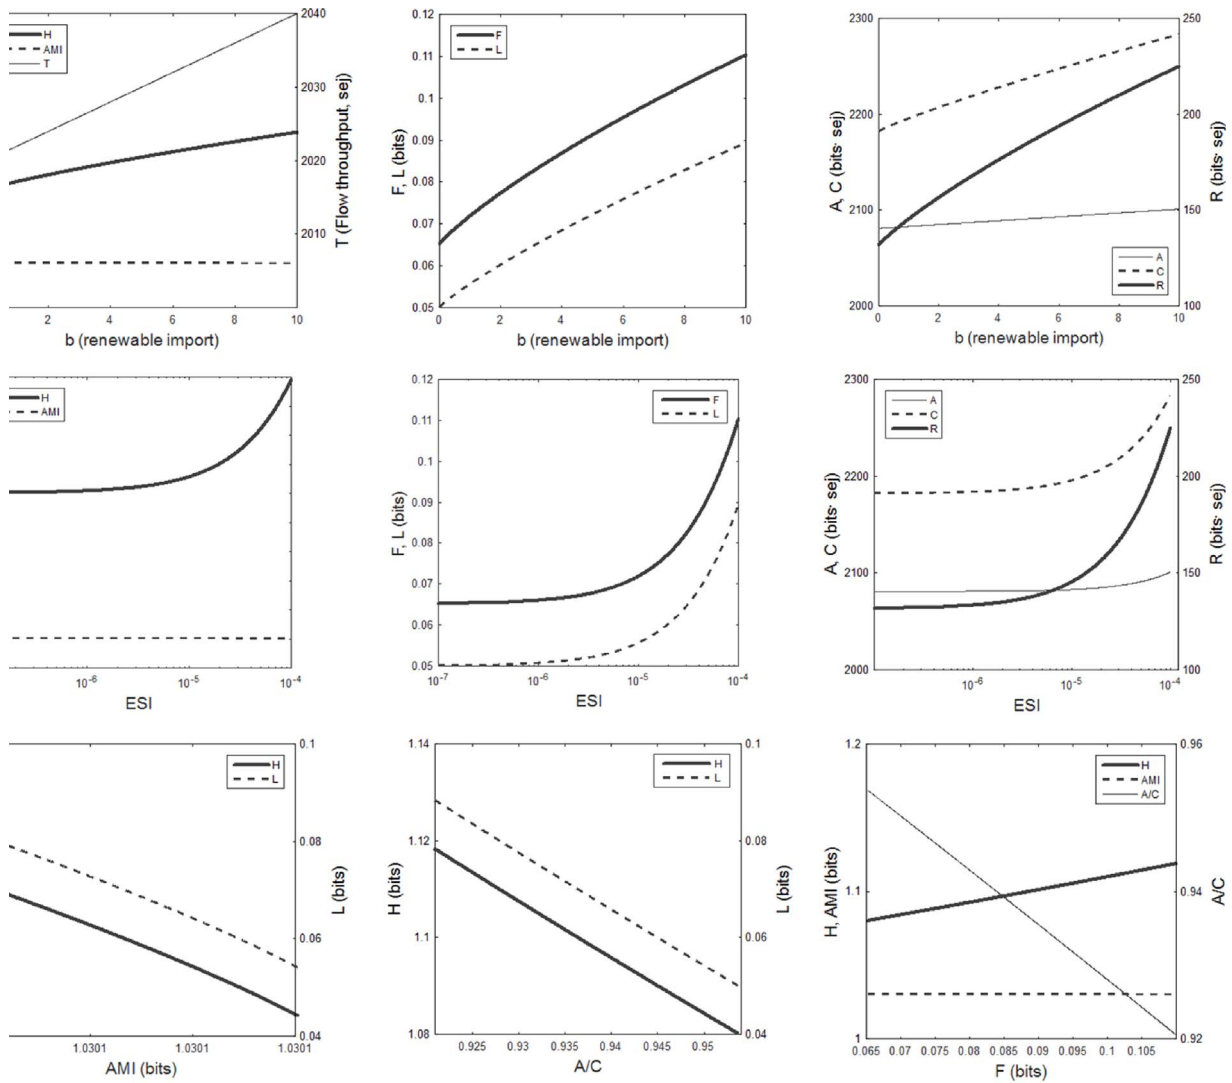 H
AMI
T
2040
2030
2020
2010
T (Flow throughput, sej)
2 4 6 8 10
b (renewable import)
F
L
0.12
0.11
0.1
0.09
0.08
0.07
0.06
0.05
F, L (bits)
0 2 4 6 8 10
b (renewable import)
2300
2200
2100
2000
A, C (bits· sej)
250
200
150
100
R (bits· sej)
A
C
R
0 2 4 6 8 10
b (renewable import)
H
AMI
10⁻⁶ 10⁻⁵ 10⁻⁴
ESI
F
L
0.12
0.11
0.1
0.09
0.08
0.07
0.06
0.05
F, L (bits)
10⁻⁷ 10⁻⁶ 10⁻⁵ 10⁻⁴
ESI
A
C
R
2300
2200
2100
2000
A, C (bits· sej)
250
200
150
100
R (bits· sej)
10⁻⁶ 10⁻⁵ 10⁻⁴
ESI
H
L
0.1
0.08
0.06
0.04
L (bits)
1.0301 1.0301 1.0301
AMI (bits)
H
L
1.14
1.12
1.1
1.08
H (bits)
0.1
0.08
0.06
0.04
L (bits)
0.925 0.93 0.935 0.94 0.945 0.95
A/C
H
AMI
A/C
1.2
1.1
1
H, AMI (bits)
0.96
0.94
0.92
A/C
0.065 0.07 0.075 0.08 0.085 0.09 0.095 0.1 0.105
F (bits)